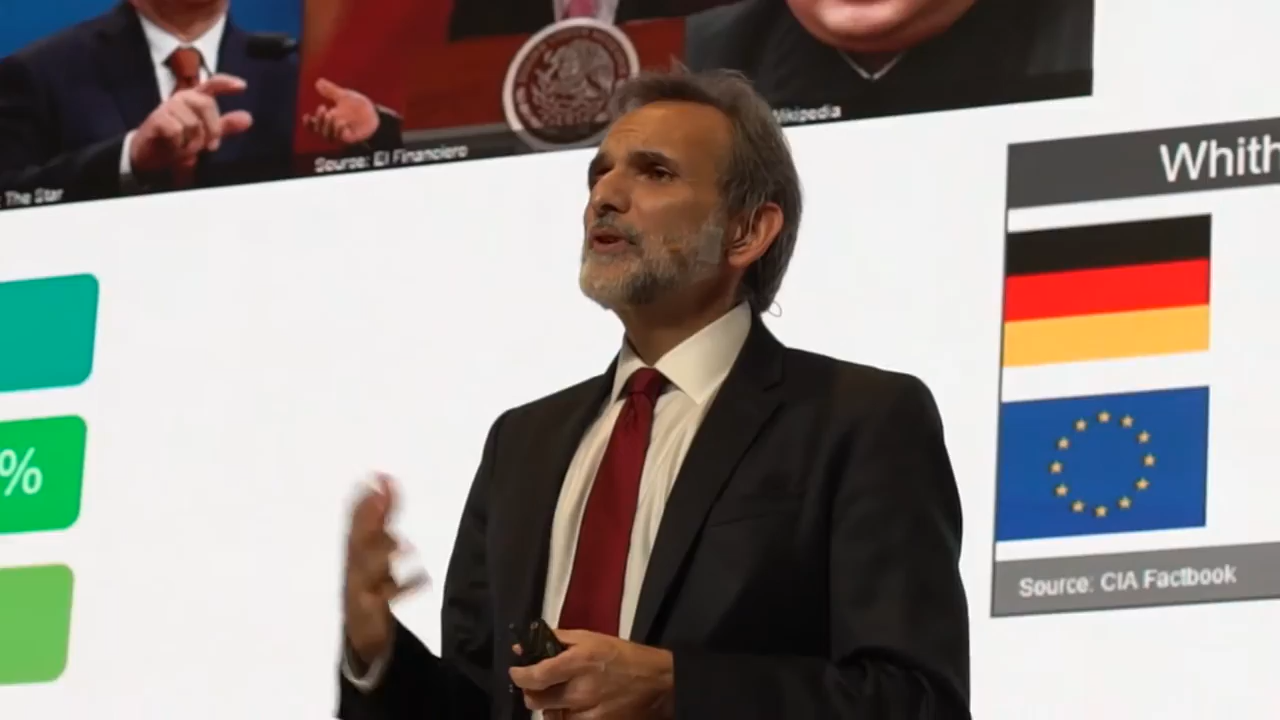 The Star
Source: El Financiero
Wikipedia
Whith
%
Source: CIA Factbook